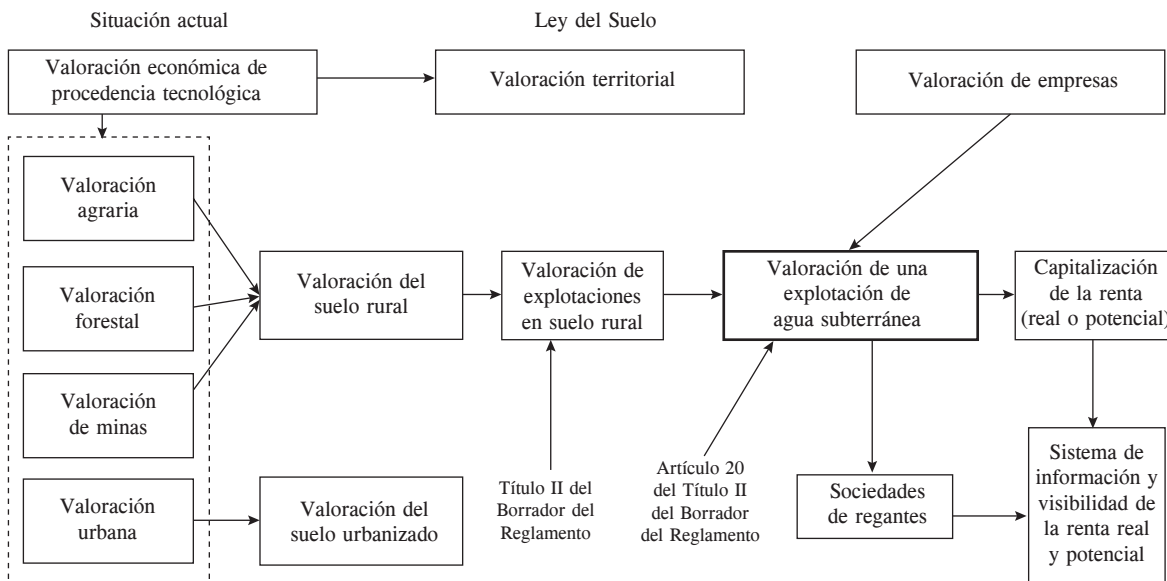 Situación actual
Ley del Suelo
Valoración económica de
procedencia tecnológica
Valoración territorial
Valoración de empresas
Valoración
agraria
Valoración
forestal
Valoración
de minas
Valoración
urbana
Valoración del
suelo rural
Valoración del
suelo urbanizado
Valoración de
explotaciones
en suelo rural
Título II del
Borrador del
Reglamento
Valoración de una
explotación de
agua subterránea
Artículo 20
del Título II
del Borrador
del Reglamento
Sociedades
de regantes
Capitalización
de la renta
(real o potencial)
Sistema de
información y
visibilidad de
la renta real
y potencial